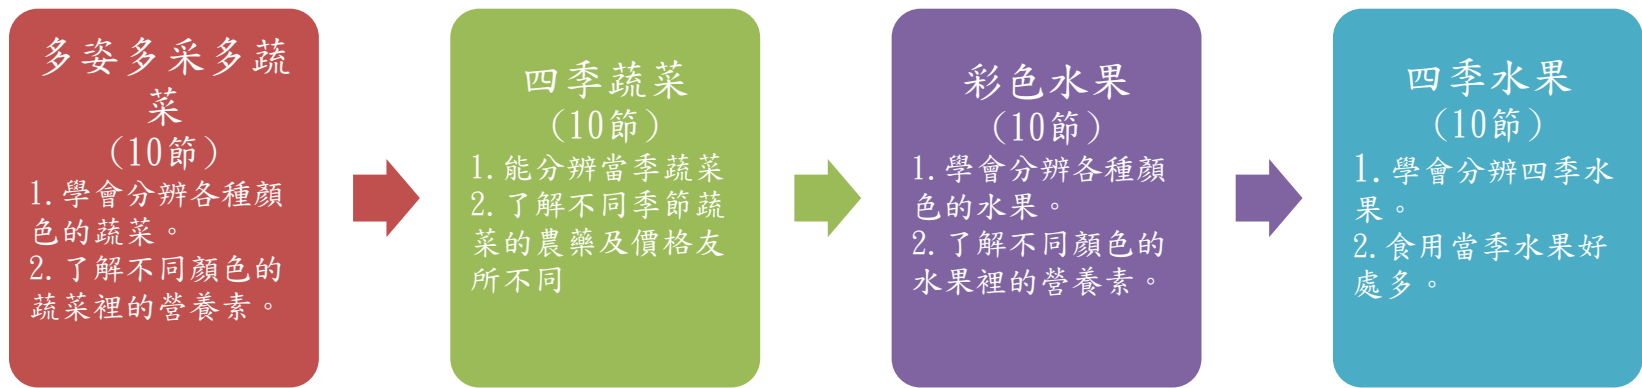 多姿多采多蔬
菜
（10節）
1.學會分辨各種顏
色的蔬菜。
2.了解不同顏色的
蔬菜裡的營養素。
四季蔬菜
（10節）
1.能分辨當季蔬菜
2.了解不同季節蔬
菜的農藥及價格友
所不同
彩色水果
（10節）
1.學會分辨各種顏
色的水果。
2.了解不同顏色的
水果裡的營養素。
四季水果
（10節）
1.學會分辨四季水
果。
2.食用當季水果好
處多。